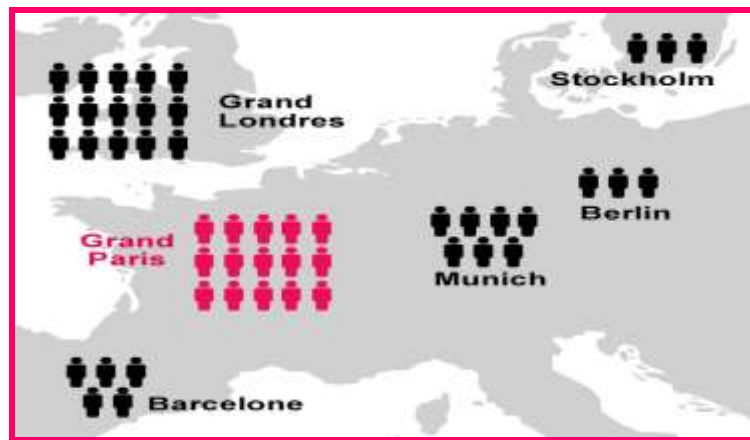 Stockholm
Grand
Londres
Berlin
Grand
Paris
Munich
Barcelone